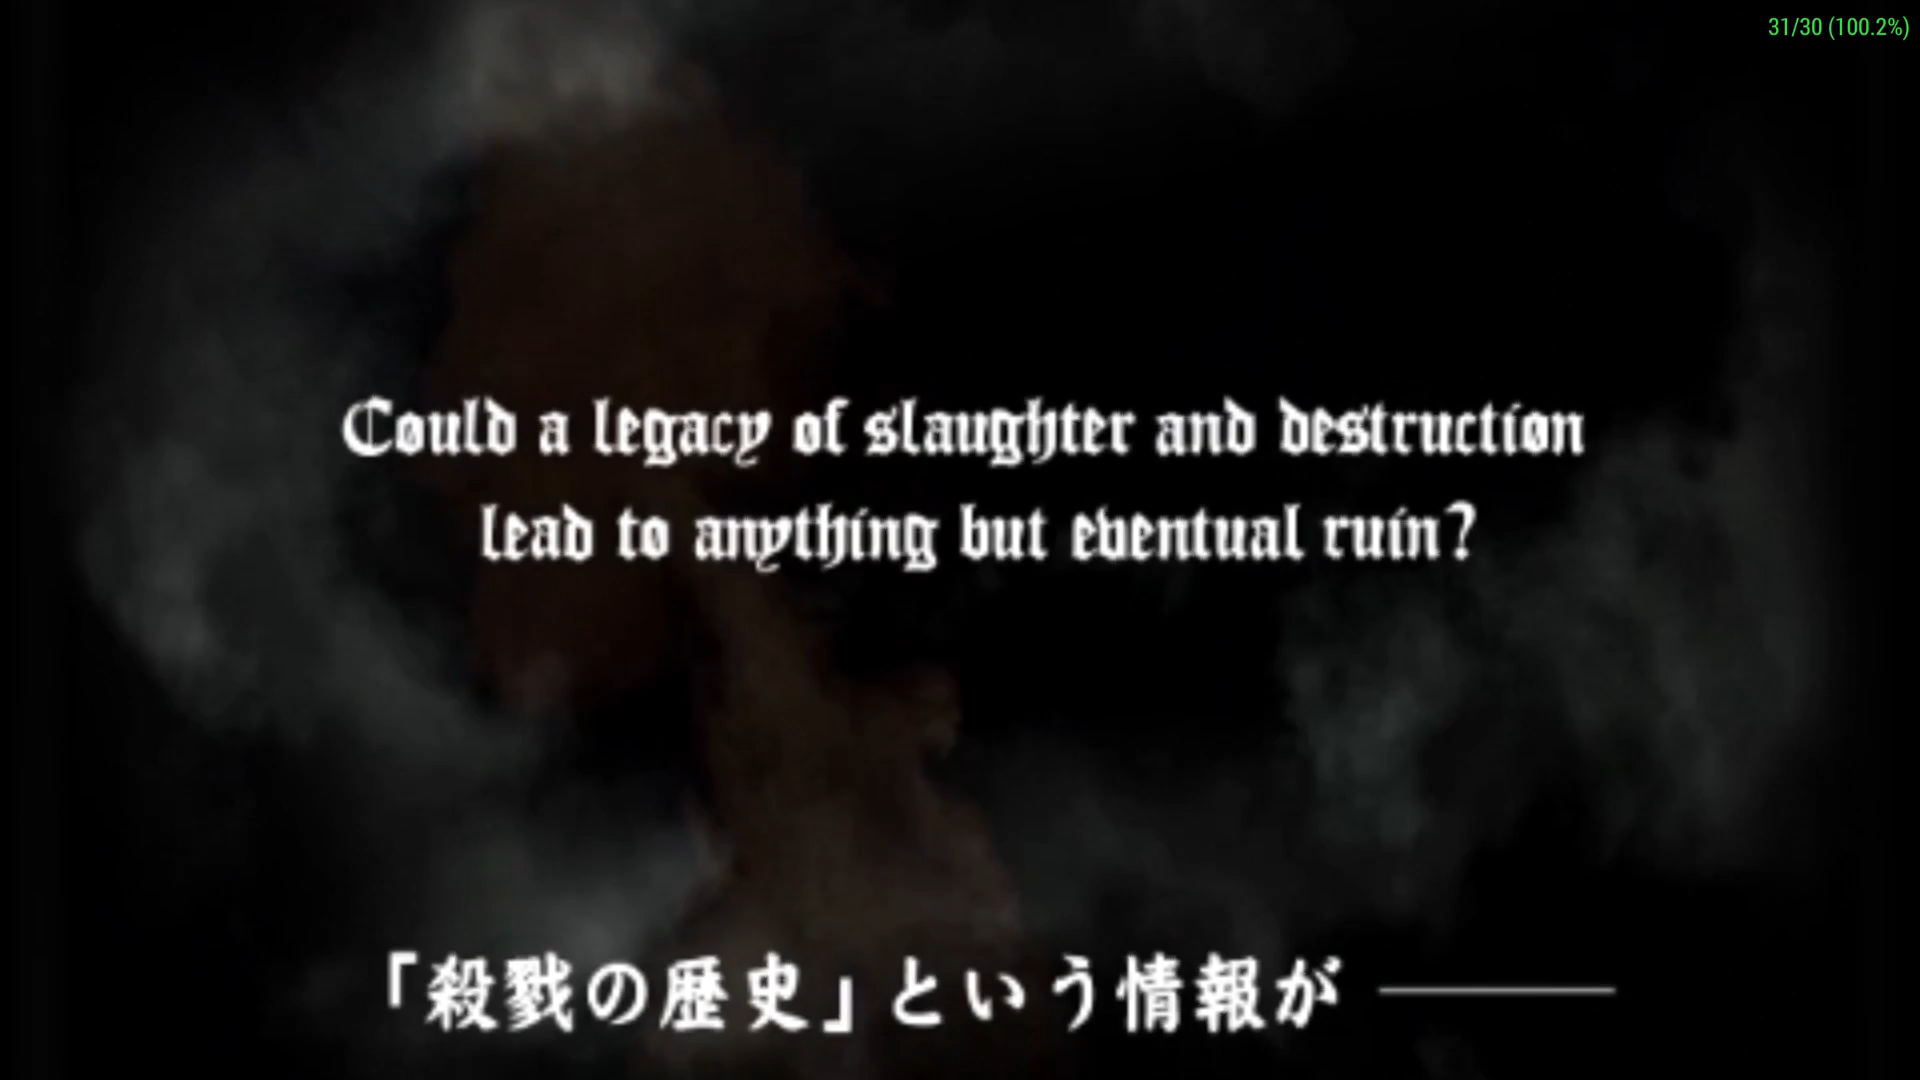 31/30 (100.2%)
Could a legacy of slaughter and destruction
lead to anything but eventual ruin?
「殺戮の歴史」という情報が ———